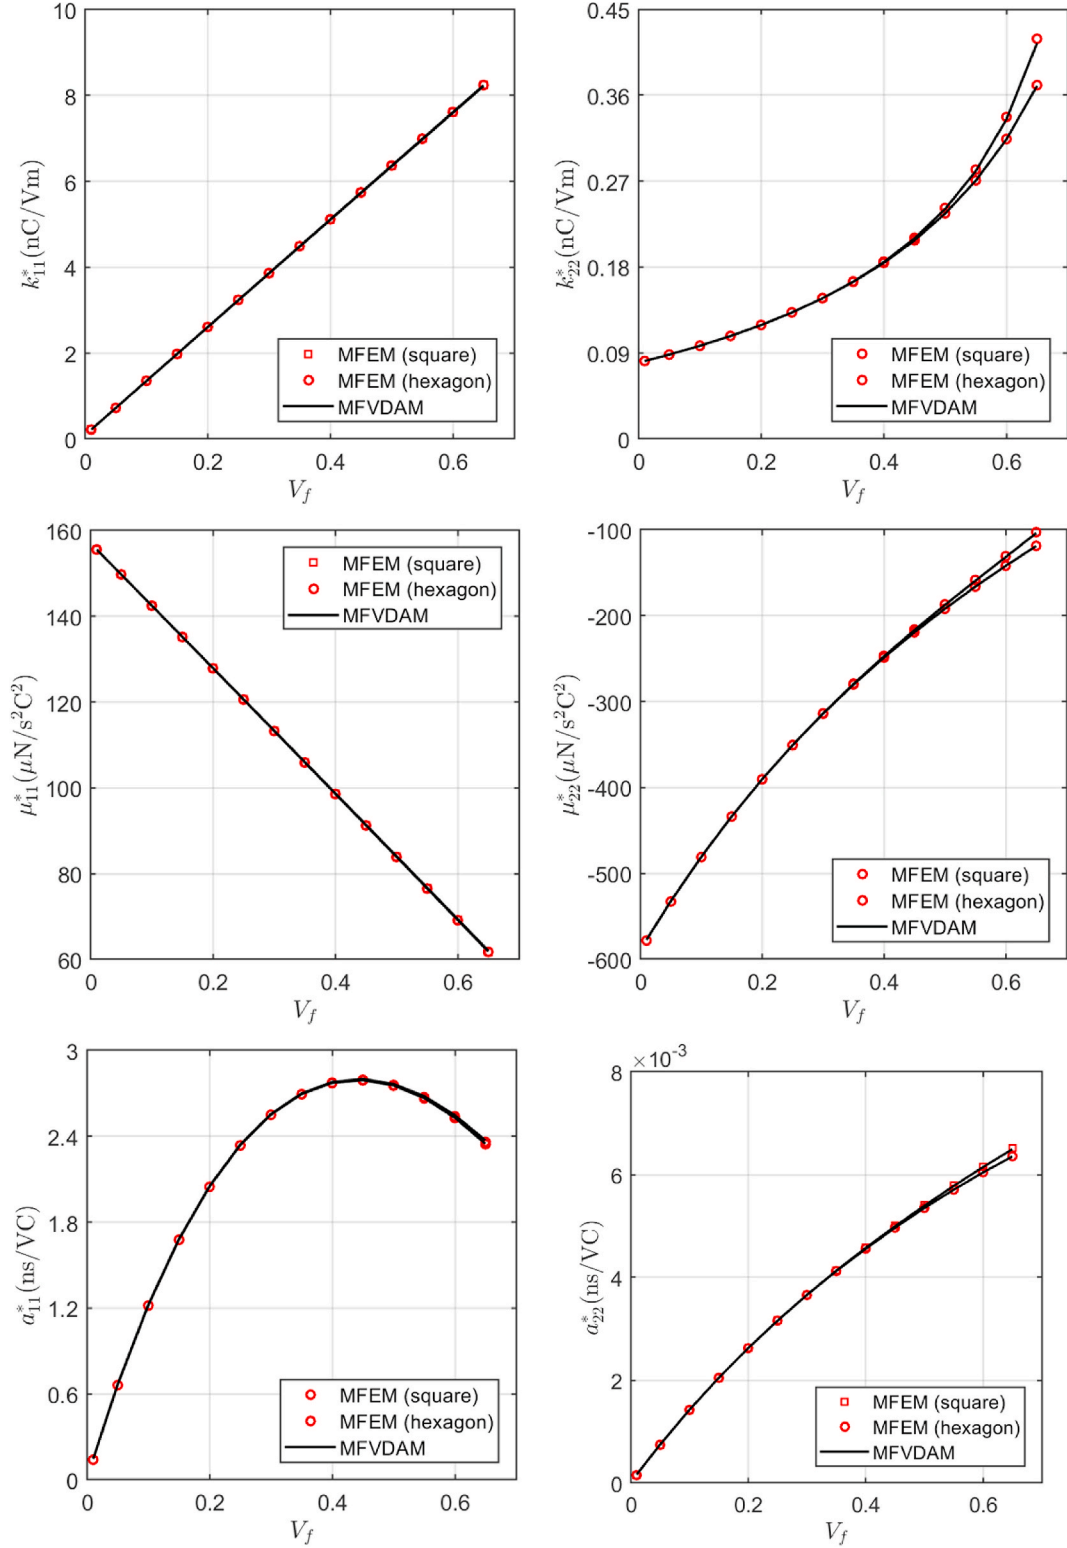 10
8
6
4
2
0
k*11(nC/Vm)
0 0.2 0.4 0.6
Vf
MFEM (square)
MFEM (hexagon)
MFVDAM
0.45
0.36
0.27
0.18
0.09
0
k*22(nC/Vm)
0 0.2 0.4 0.6
Vf
MFEM (square)
MFEM (hexagon)
MFVDAM
160
140
120
100
80
60
μ*11(μN/s²C²)
0 0.2 0.4 0.6
Vf
MFEM (square)
MFEM (hexagon)
MFVDAM
-100
-200
-300
-400
-500
-600
μ*22(μN/s²C²)
0 0.2 0.4 0.6
Vf
MFEM (square)
MFEM (hexagon)
MFVDAM
3
2.4
1.8
1.2
0.6
0
a*11(ns/VC)
0 0.2 0.4 0.6
Vf
MFEM (square)
MFEM (hexagon)
MFVDAM
×10⁻³
8
6
4
2
0
a*22(ns/VC)
0 0.2 0.4 0.6
Vf
MFEM (square)
MFEM (hexagon)
MFVDAM